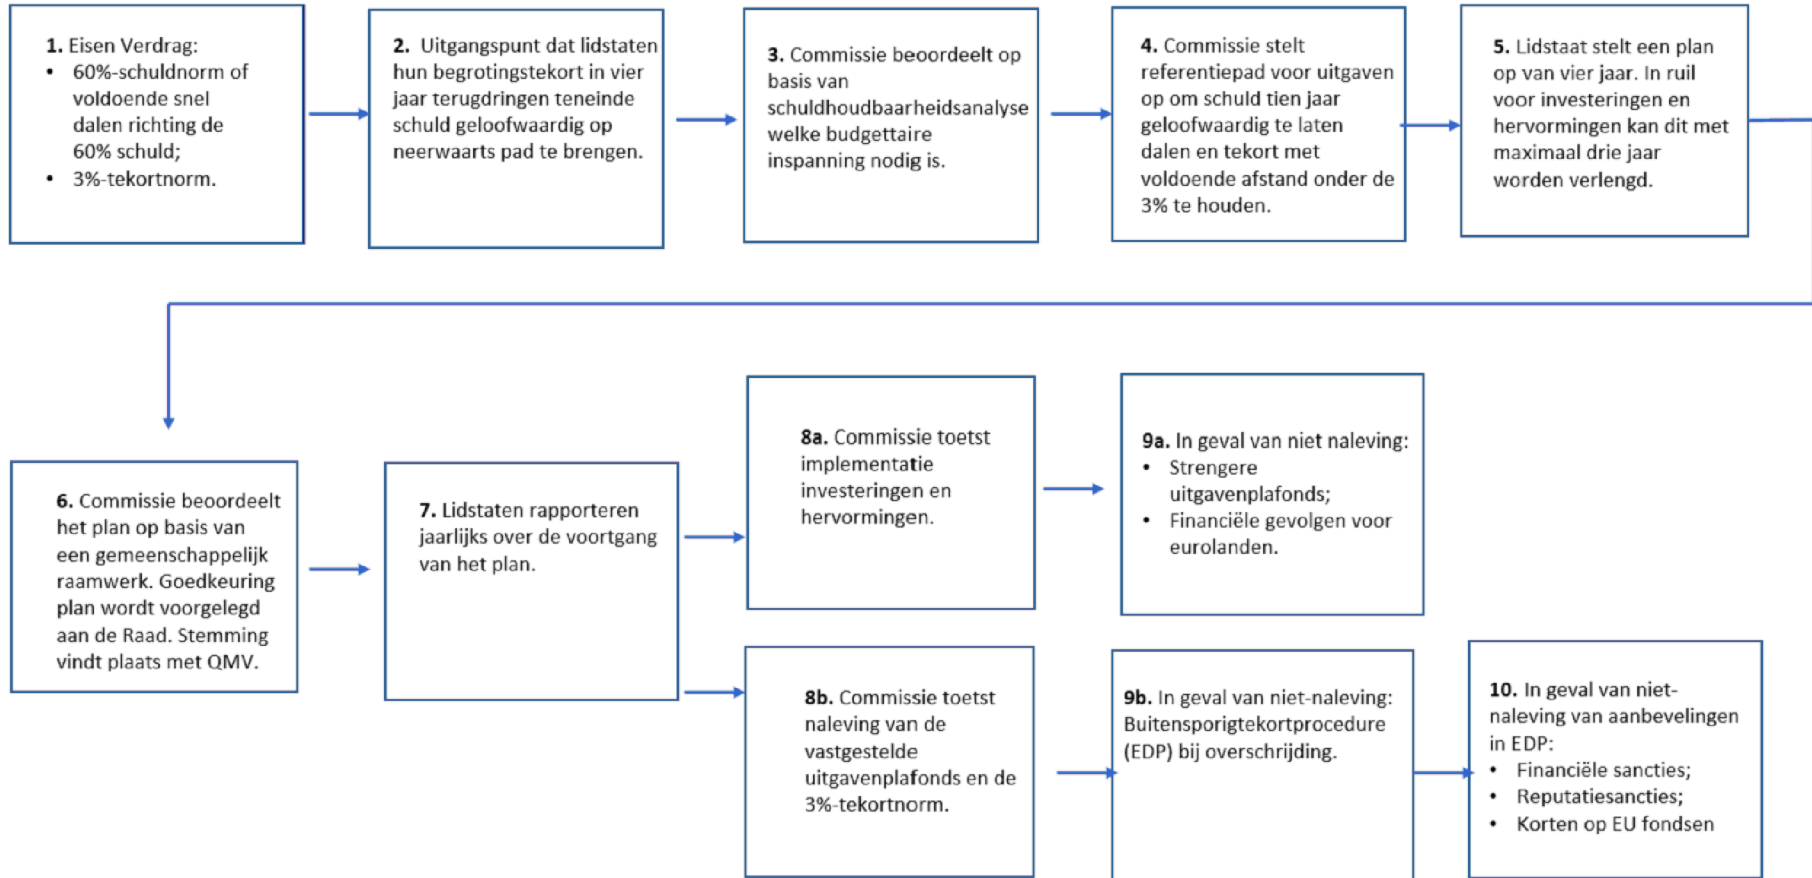 1. Eisen Verdrag:
• 60%-schuldnorm of
voldoende snel
dalen richting de
60% schuld;
• 3%-tekortnorm.
2. Uitgangspunt dat lidstaten
hun begrotingstekort in vier
jaar terugdringen teneinde
schuld geloofwaardig op
neerwaarts pad te brengen.
3. Commissie beoordeelt op
basis van
schuldhoudbaarheidsanalyse
welke budgettaire
inspanning nodig is.
4. Commissie stelt
referentiepad voor uitgaven
op om schuld tien jaar
geloofwaardig te laten
dalen en tekort met
voldoende afstand onder de
3% te houden.
5. Lidstaat stelt een plan
op van vier jaar. In ruil
voor investeringen en
hervormingen kan dit met
maximaal drie jaar
worden verlengd.
6. Commissie beoordeelt
het plan op basis van
een gemeenschappelijk
raamwerk. Goedkeuring
plan wordt voorgelegd
aan de Raad. Stemming
vindt plaats met QMV.
7. Lidstaten rapporteren
jaarlijks over de voortgang
van het plan.
8a. Commissie toetst
implementatie
investeringen en
hervormingen.
9a. In geval van niet naleving:
• Strengere
uitgavenplafonds;
• Financiële gevolgen voor
eurolanden.
8b. Commissie toetst
naleving van de
vastgestelde
uitgavenplafonds en de
3%-tekortnorm.
9b. In geval van niet-naleving:
Buitensporigtekortprocedure
(EDP) bij overschrijding.
10. In geval van niet-
naleving van aanbevelingen
in EDP:
• Financiële sancties;
• Reputatiesancties;
• Korten op EU fondsen